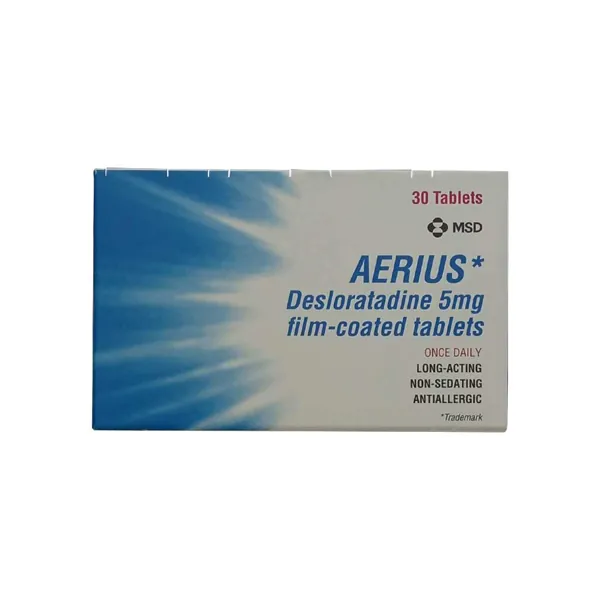 30 Tablets
MSD
AERIUS*
Desloratadine 5mg
film-coated tablets
ONCE DAILY
LONG-ACTING
NON-SEDATING
ANTIALLERGIC
*Trademark